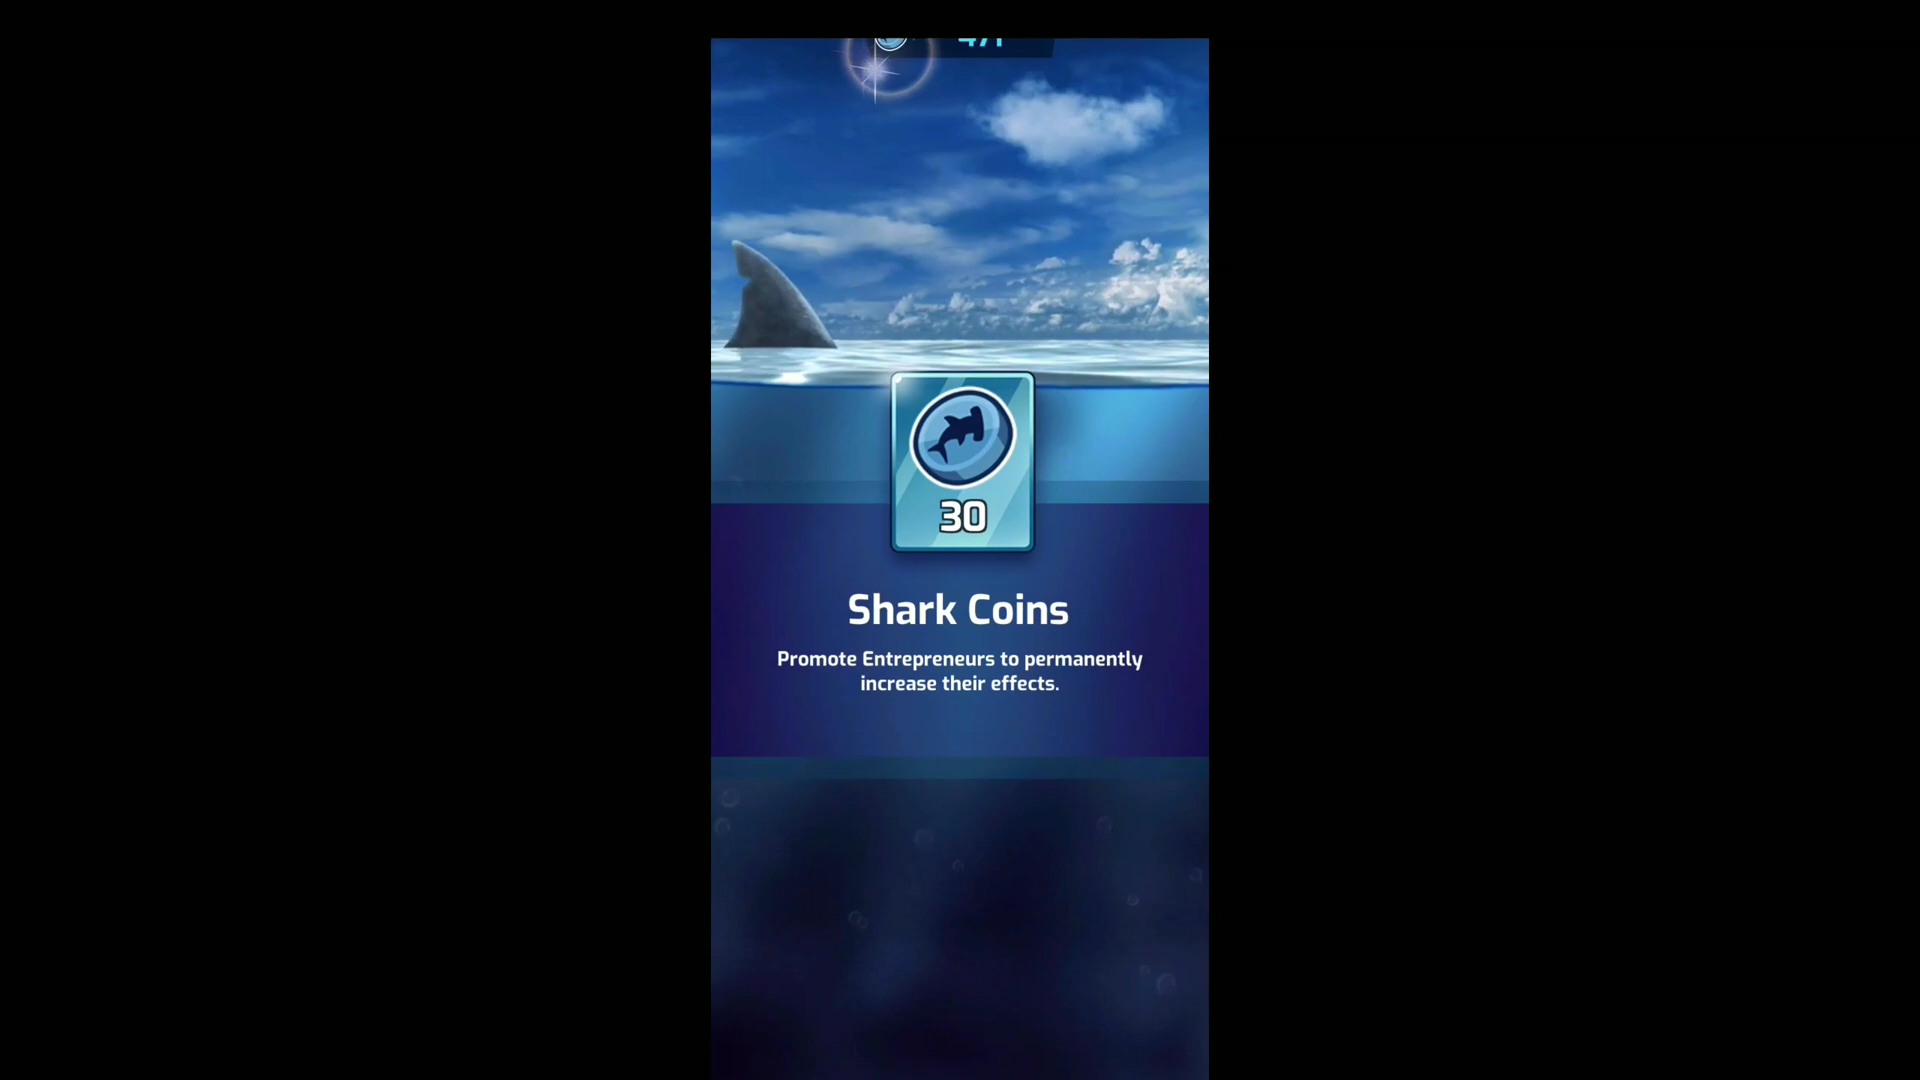 30
Shark Coins
Promote Entrepreneurs to permanently
increase their effects.